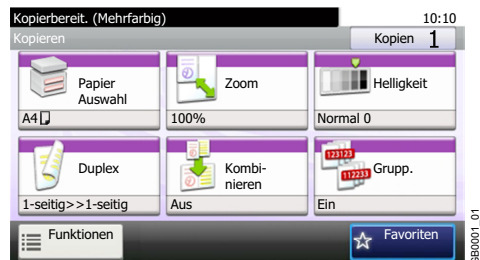 Kopierbereit. (Mehrfarbig)
10:10
Kopieren
Kopien 1
Papier
Auswahl
A4
Zoom
100%
Helligkeit
Normal 0
Duplex
1-seitig>>1-seitig
Kombi-
nieren
Aus
123123
112233
Grupp.
Ein
Funktionen
Favoriten
GB0001_01